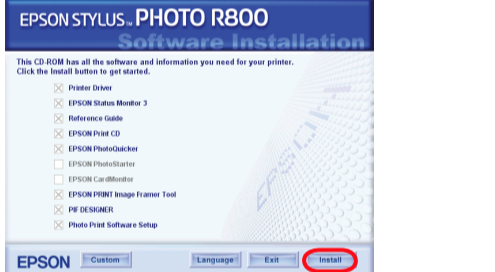 EPSON STYLUS™ PHOTO R800
Software Installation
This CD-ROM has all the software and information you need for your printer.
Click the Install button to get started.
Printer Driver
EPSON Status Monitor 3
Reference Guide
EPSON Print CD
EPSON PhotoQuicker
EPSON PhotoStarter
EPSON CardMonitor
EPSON PRINT Image Framer Tool
PIF DESIGNER
Photo Print Software Setup
EPSON
EPSON Custom Language Exit Install